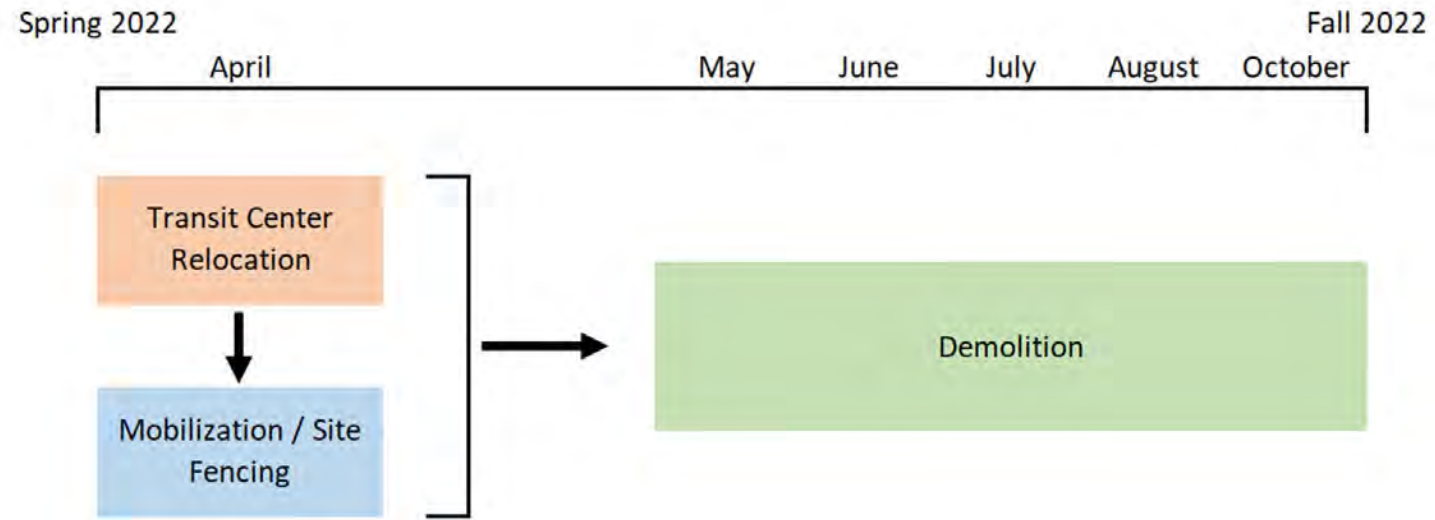 Spring 2022
Fall 2022
April May June July August October
Transit Center
Relocation
Demolition
Mobilization / Site
Fencing